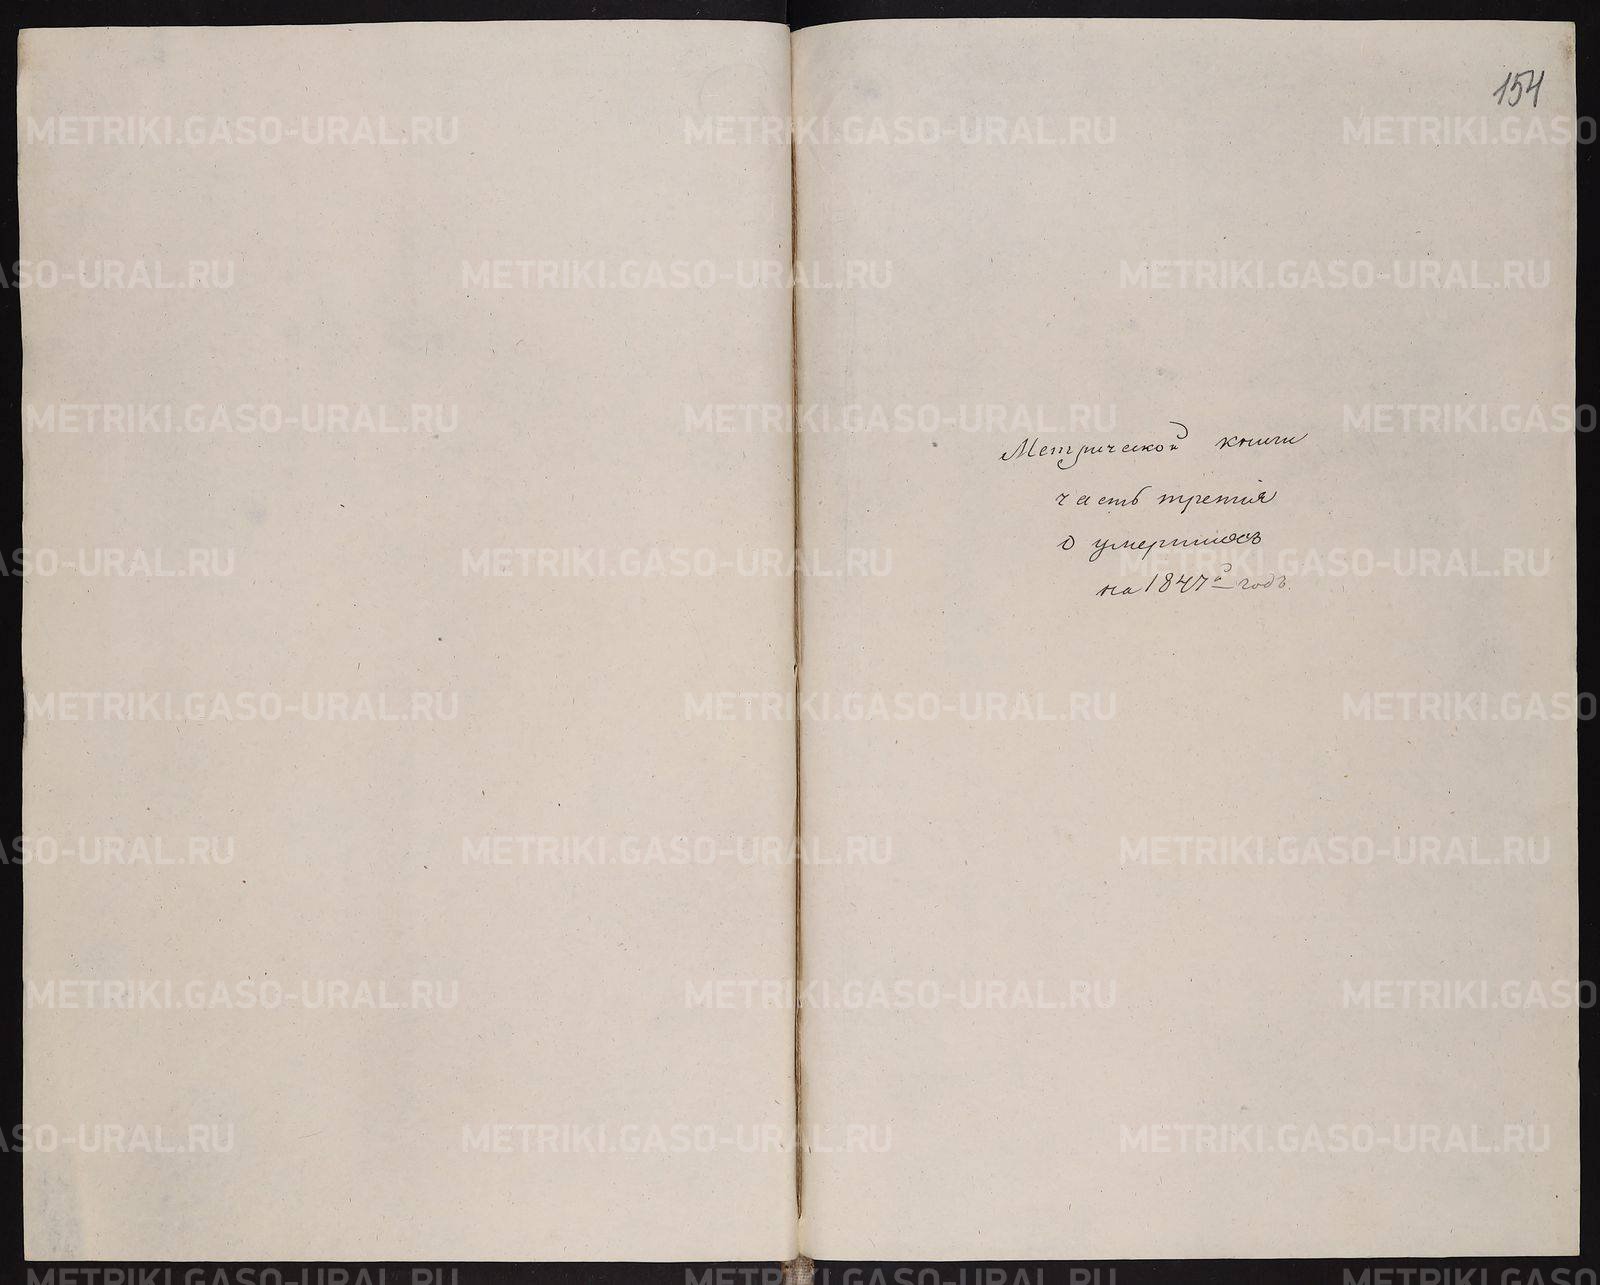 154
Метрической книги
часть третия
о умершихъ
на 1847й годъ.